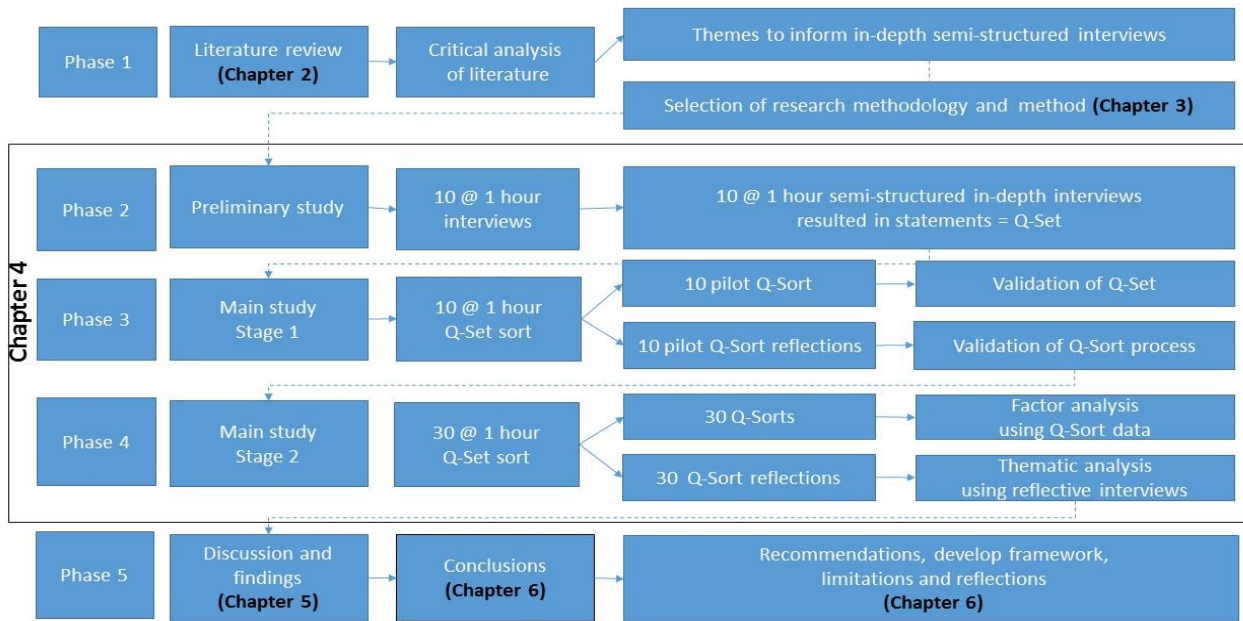 Phase 1
Literature review
(Chapter 2)
Critical analysis
of literature
Themes to inform in-depth semi-structured interviews
Selection of research methodology and method (Chapter 3)
Chapter 4
Phase 2
Preliminary study
10 @ 1 hour
interviews
10 @ 1 hour semi-structured in-depth interviews
resulted in statements = Q-Set
Phase 3
Main study
Stage 1
10 @ 1 hour
Q-Set sort
10 pilot Q-Sort
Validation of Q-Set
10 pilot Q-Sort reflections
Validation of Q-Sort process
Phase 4
Main study
Stage 2
30 @ 1 hour
Q-Set sort
30 Q-Sorts
Factor analysis
using Q-Sort data
30 Q-Sort reflections
Thematic analysis
using reflective interviews
Phase 5
Discussion and
findings
(Chapter 5)
Conclusions
(Chapter 6)
Recommendations, develop framework,
limitations and reflections
(Chapter 6)